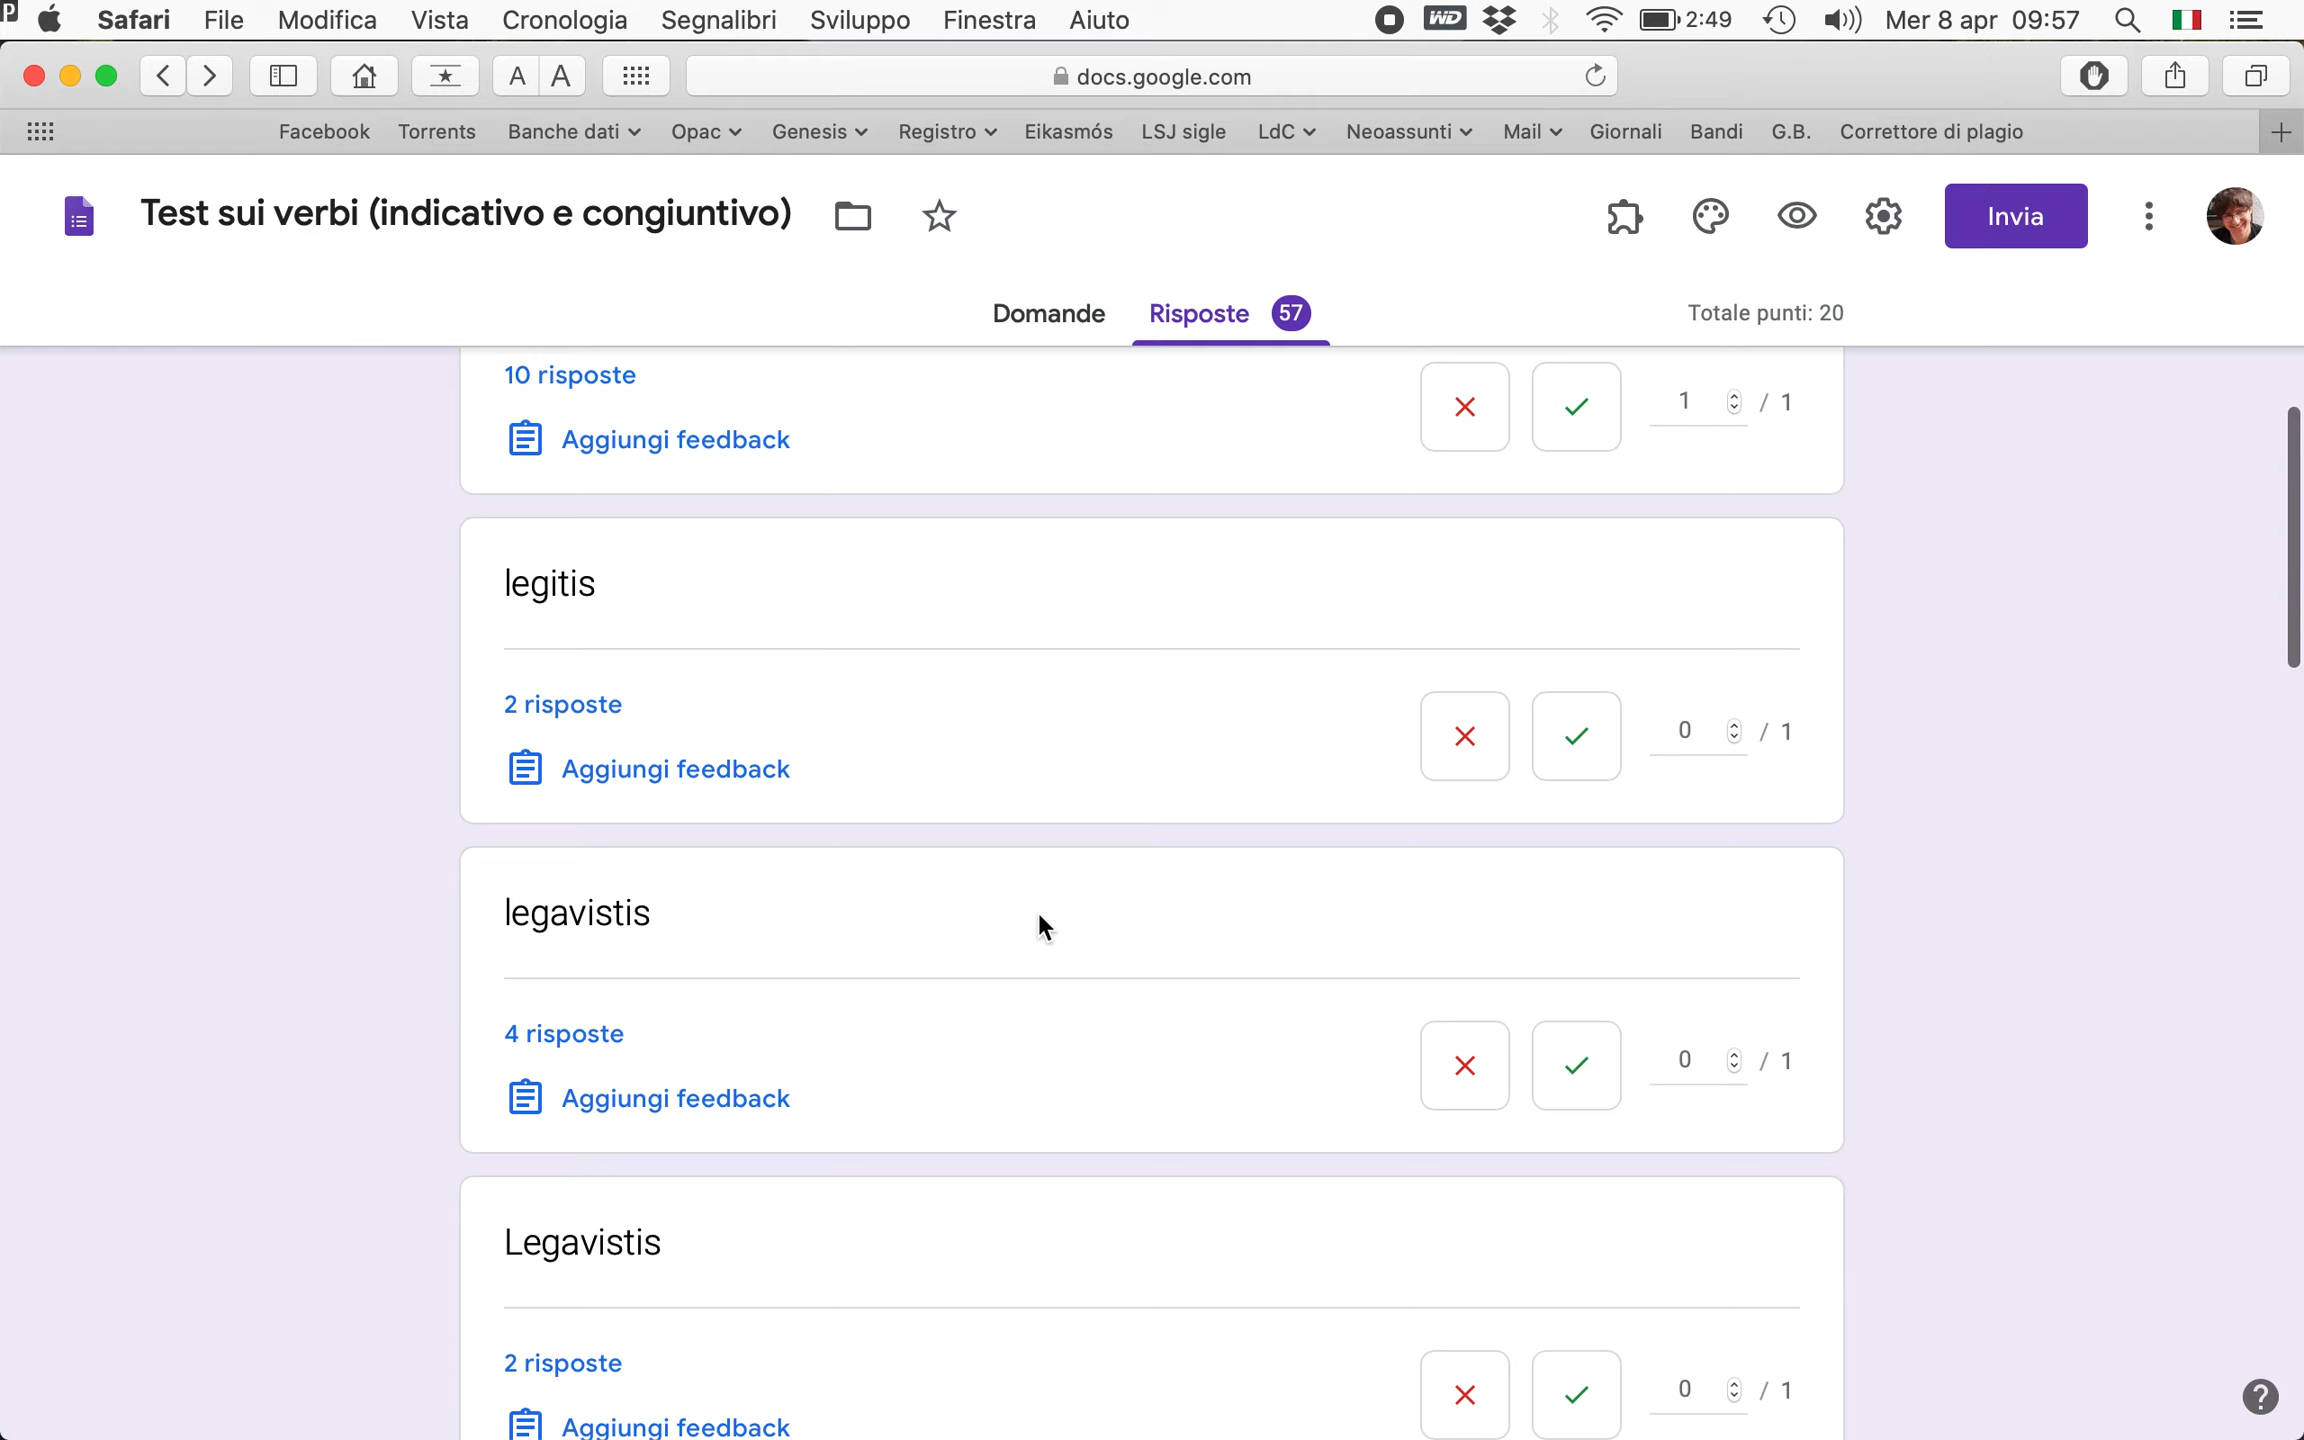 P Safari File Modifica Vista Cronologia Segnalibri Sviluppo Finestra Aiuto WD 2:49 Mer 8 apr 09:57
A A docs.google.com
Facebook Torrents Banche dati Opac Genesis Registro Eikasmós LSJ sigle LdC Neoassunti Mail Giornali Bandi G.B. Correttore di plagio +
Test sui verbi (indicativo e congiuntivo) Invia
Domande Risposte 57 Totale punti: 20
10 risposte 1 / 1
Aggiungi feedback
legitis
2 risposte 0 / 1
Aggiungi feedback
legavistis
4 risposte 0 / 1
Aggiungi feedback
Legavistis
2 risposte 0 / 1
Aggiungi feedback
?